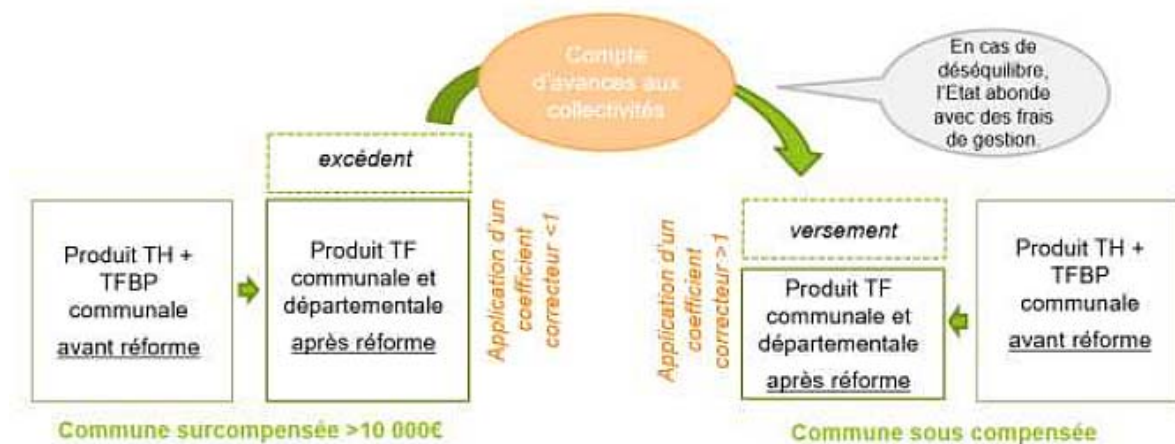 Compte
d'avances aux
collectivités
En cas de
déséquilibre,
l'Etat abonde
avec des frais
de gestion.
excédent
Produit TH +
TFBP
communale
avant réforme
Produit TF
communale et
départementale
après réforme
Application d'un
coefficient
correcteur <1
Commune surcompensée >10 000€
Application d'un
coefficient
correcteur > 1
versement
Produit TF
communale et
départementale
après réforme
Produit TH +
TFBP
communale
avant réforme
Commune sous compensée